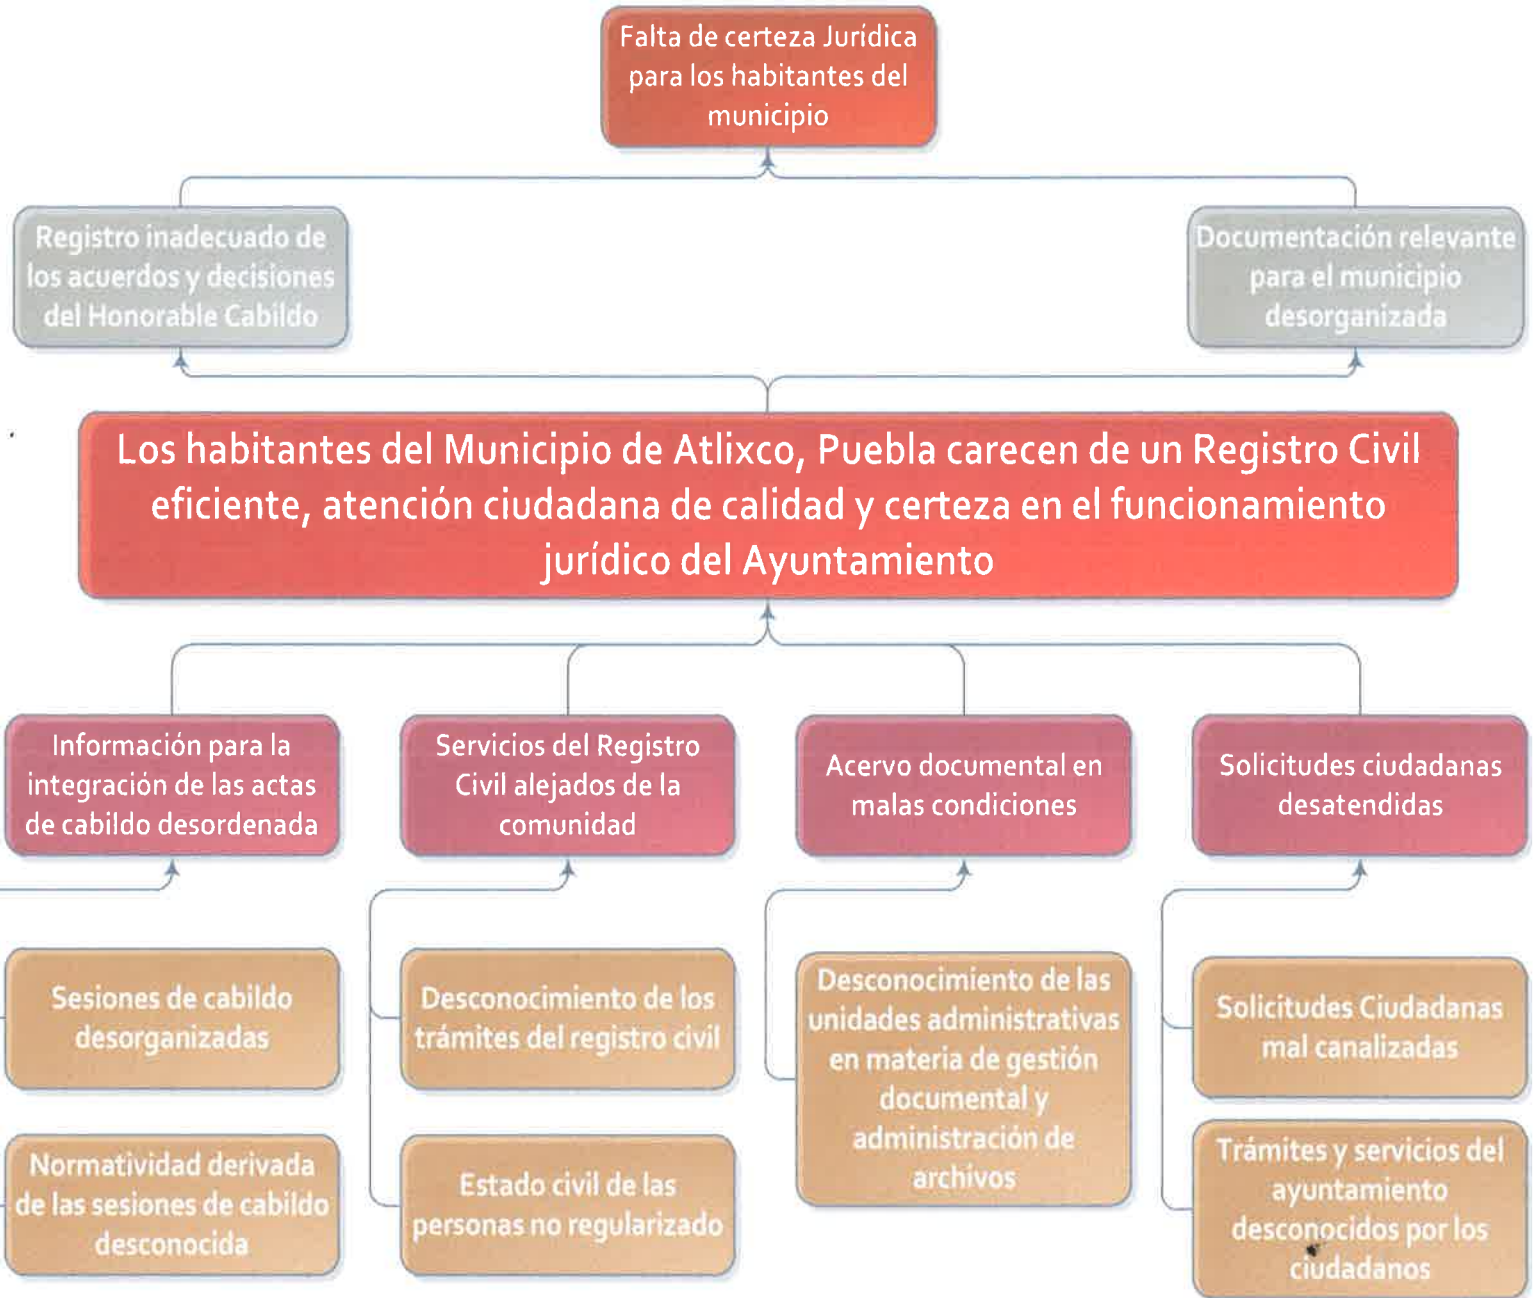 Falta de certeza Jurídica
para los habitantes del
municipio
Registro inadecuado de
los acuerdos y decisiones
del Honorable Cabildo
Documentación relevante
para el municipio
desorganizada
Los habitantes del Municipio de Atlixco, Puebla carecen de un Registro Civil
eficiente, atención ciudadana de calidad y certeza en el funcionamiento
jurídico del Ayuntamiento
Información para la
integración de las actas
de cabildo desordenada
Servicios del Registro
Civil alejados de la
comunidad
Acervo documental en
malas condiciones
Solicitudes ciudadanas
desatendidas
Sesiones de cabildo
desorganizadas
Desconocimiento de los
trámites del registro civil
Desconocimiento de las
unidades administrativas
en materia de gestión
documental y
administración de
archivos
Solicitudes Ciudadanas
mal canalizadas
Normatividad derivada
de las sesiones de cabildo
desconocida
Estado civil de las
personas no regularizado
Trámites y servicios del
ayuntamiento
desconocidos por los
ciudadanos